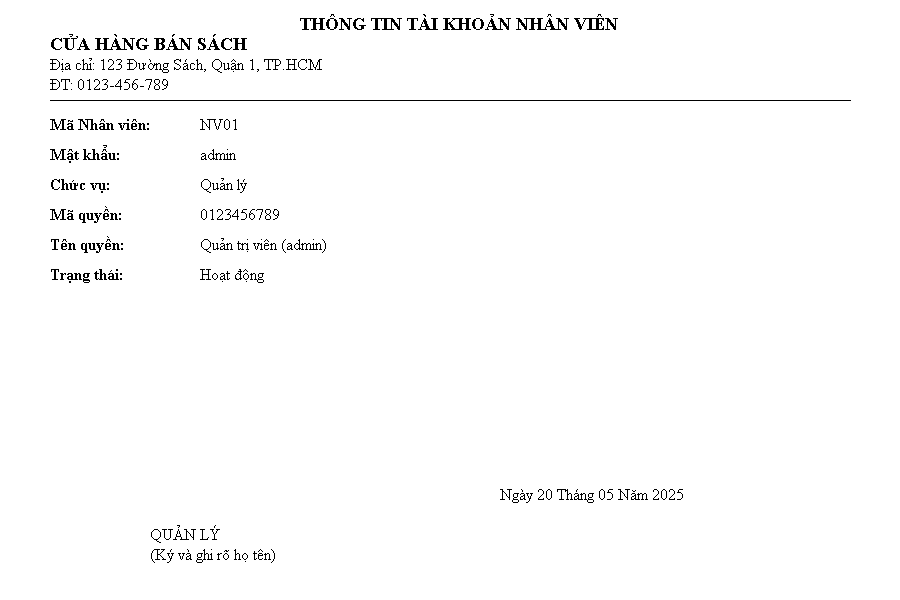 THÔNG TIN TÀI KHOẢN NHÂN VIÊN
CỬA HÀNG BÁN SÁCH
Địa chỉ: 123 Đường Sách, Quận 1, TP.HCM
ĐT: 0123-456-789
Mã Nhân viên: NV01
Mật khẩu: admin
Chức vụ: Quản lý
Mã quyền: 0123456789
Tên quyền: Quản trị viên (admin)
Trạng thái: Hoạt động
Ngày 20 Tháng 05 Năm 2025
QUẢN LÝ
(Ký và ghi rõ họ tên)